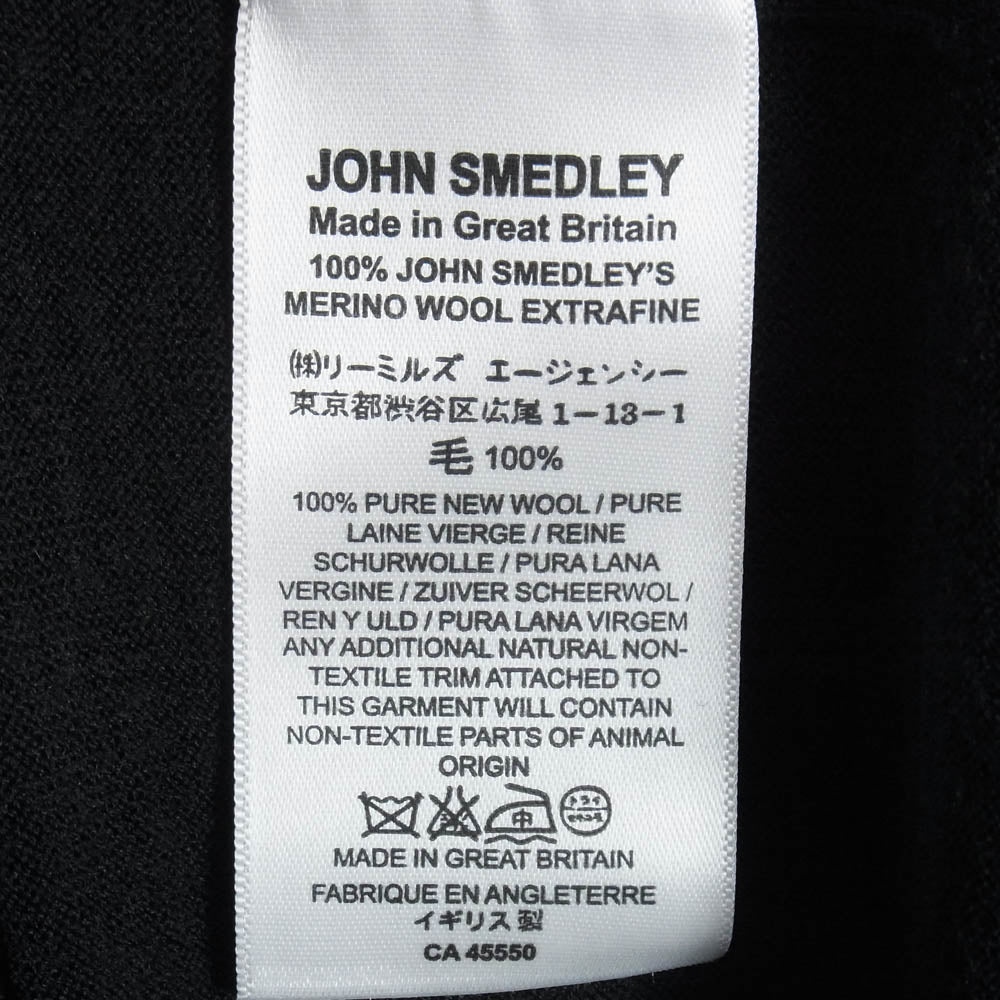 JOHN SMEDLEY
Made in Great Britain
100% JOHN SMEDLEY'S
MERINO WOOL EXTRAFINE
㈱リーミルズ エージェンシー
東京都渋谷区広尾1-13-1
毛 100%
100% PURE NEW WOOL / PURE
LAINE VIERGE / REINE
SCHURWOLLE / PURA LANA
VERGINE / ZUIVER SCHEERWOL /
REN Y ULD / PURA LANA VIRGEM
ANY ADDITIONAL NATURAL NON-
TEXTILE TRIM ATTACHED TO
THIS GARMENT WILL CONTAIN
NON-TEXTILE PARTS OF ANIMAL
ORIGIN
中 ドライ
MADE IN GREAT BRITAIN
FABRIQUE EN ANGLETERRE
イギリス製
CA 45550